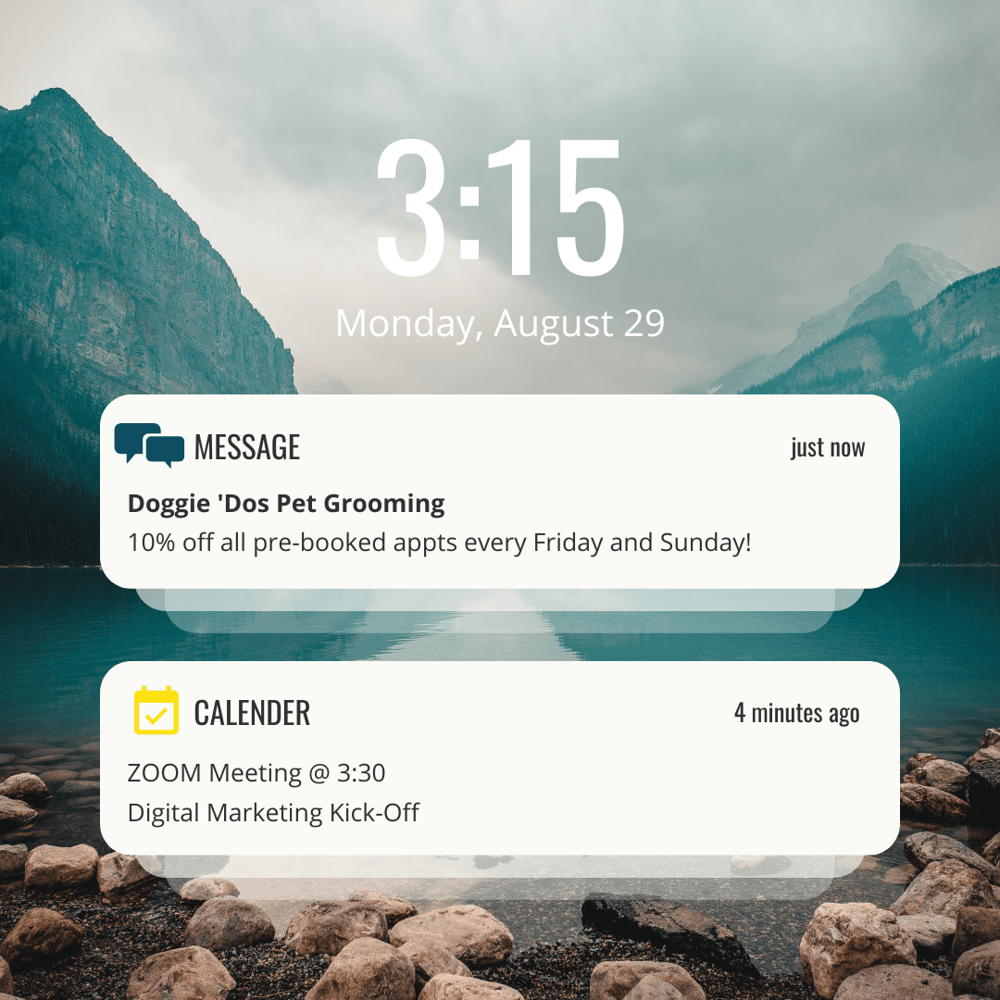 3:15
Monday, August 29
MESSAGE
just now
Doggie 'Dos Pet Grooming
10% off all pre-booked appts every Friday and Sunday!
CALENDER
4 minutes ago
ZOOM Meeting @ 3:30
Digital Marketing Kick-Off